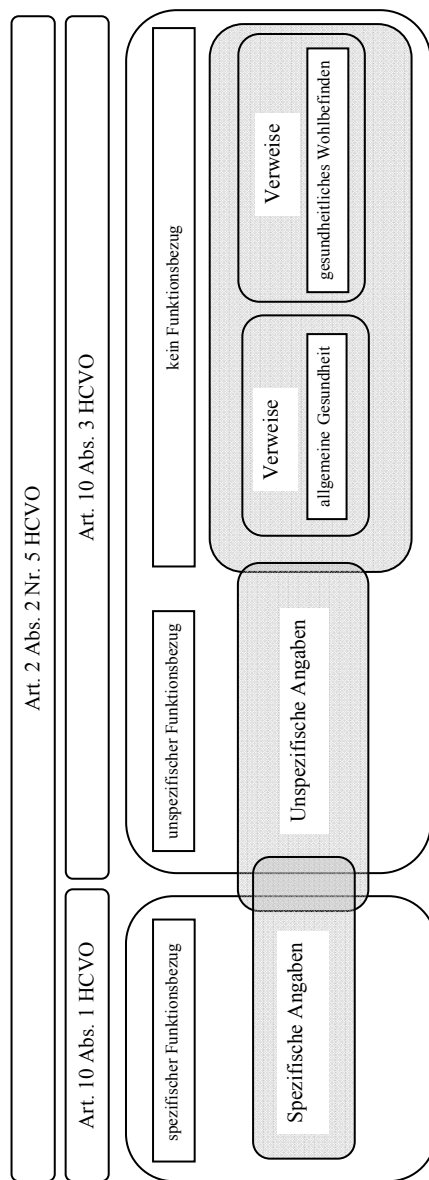 Art. 2 Abs. 2 Nr. 5 HCVO
Art. 10 Abs. 1 HCVO
Art. 10 Abs. 3 HCVO
spezifischer Funktionsbezug
unspezifischer Funktionsbezug
kein Funktionsbezug
Spezifische Angaben
Unspezifische Angaben
Verweise
allgemeine Gesundheit
Verweise
gesundheitliches Wohlbefinden